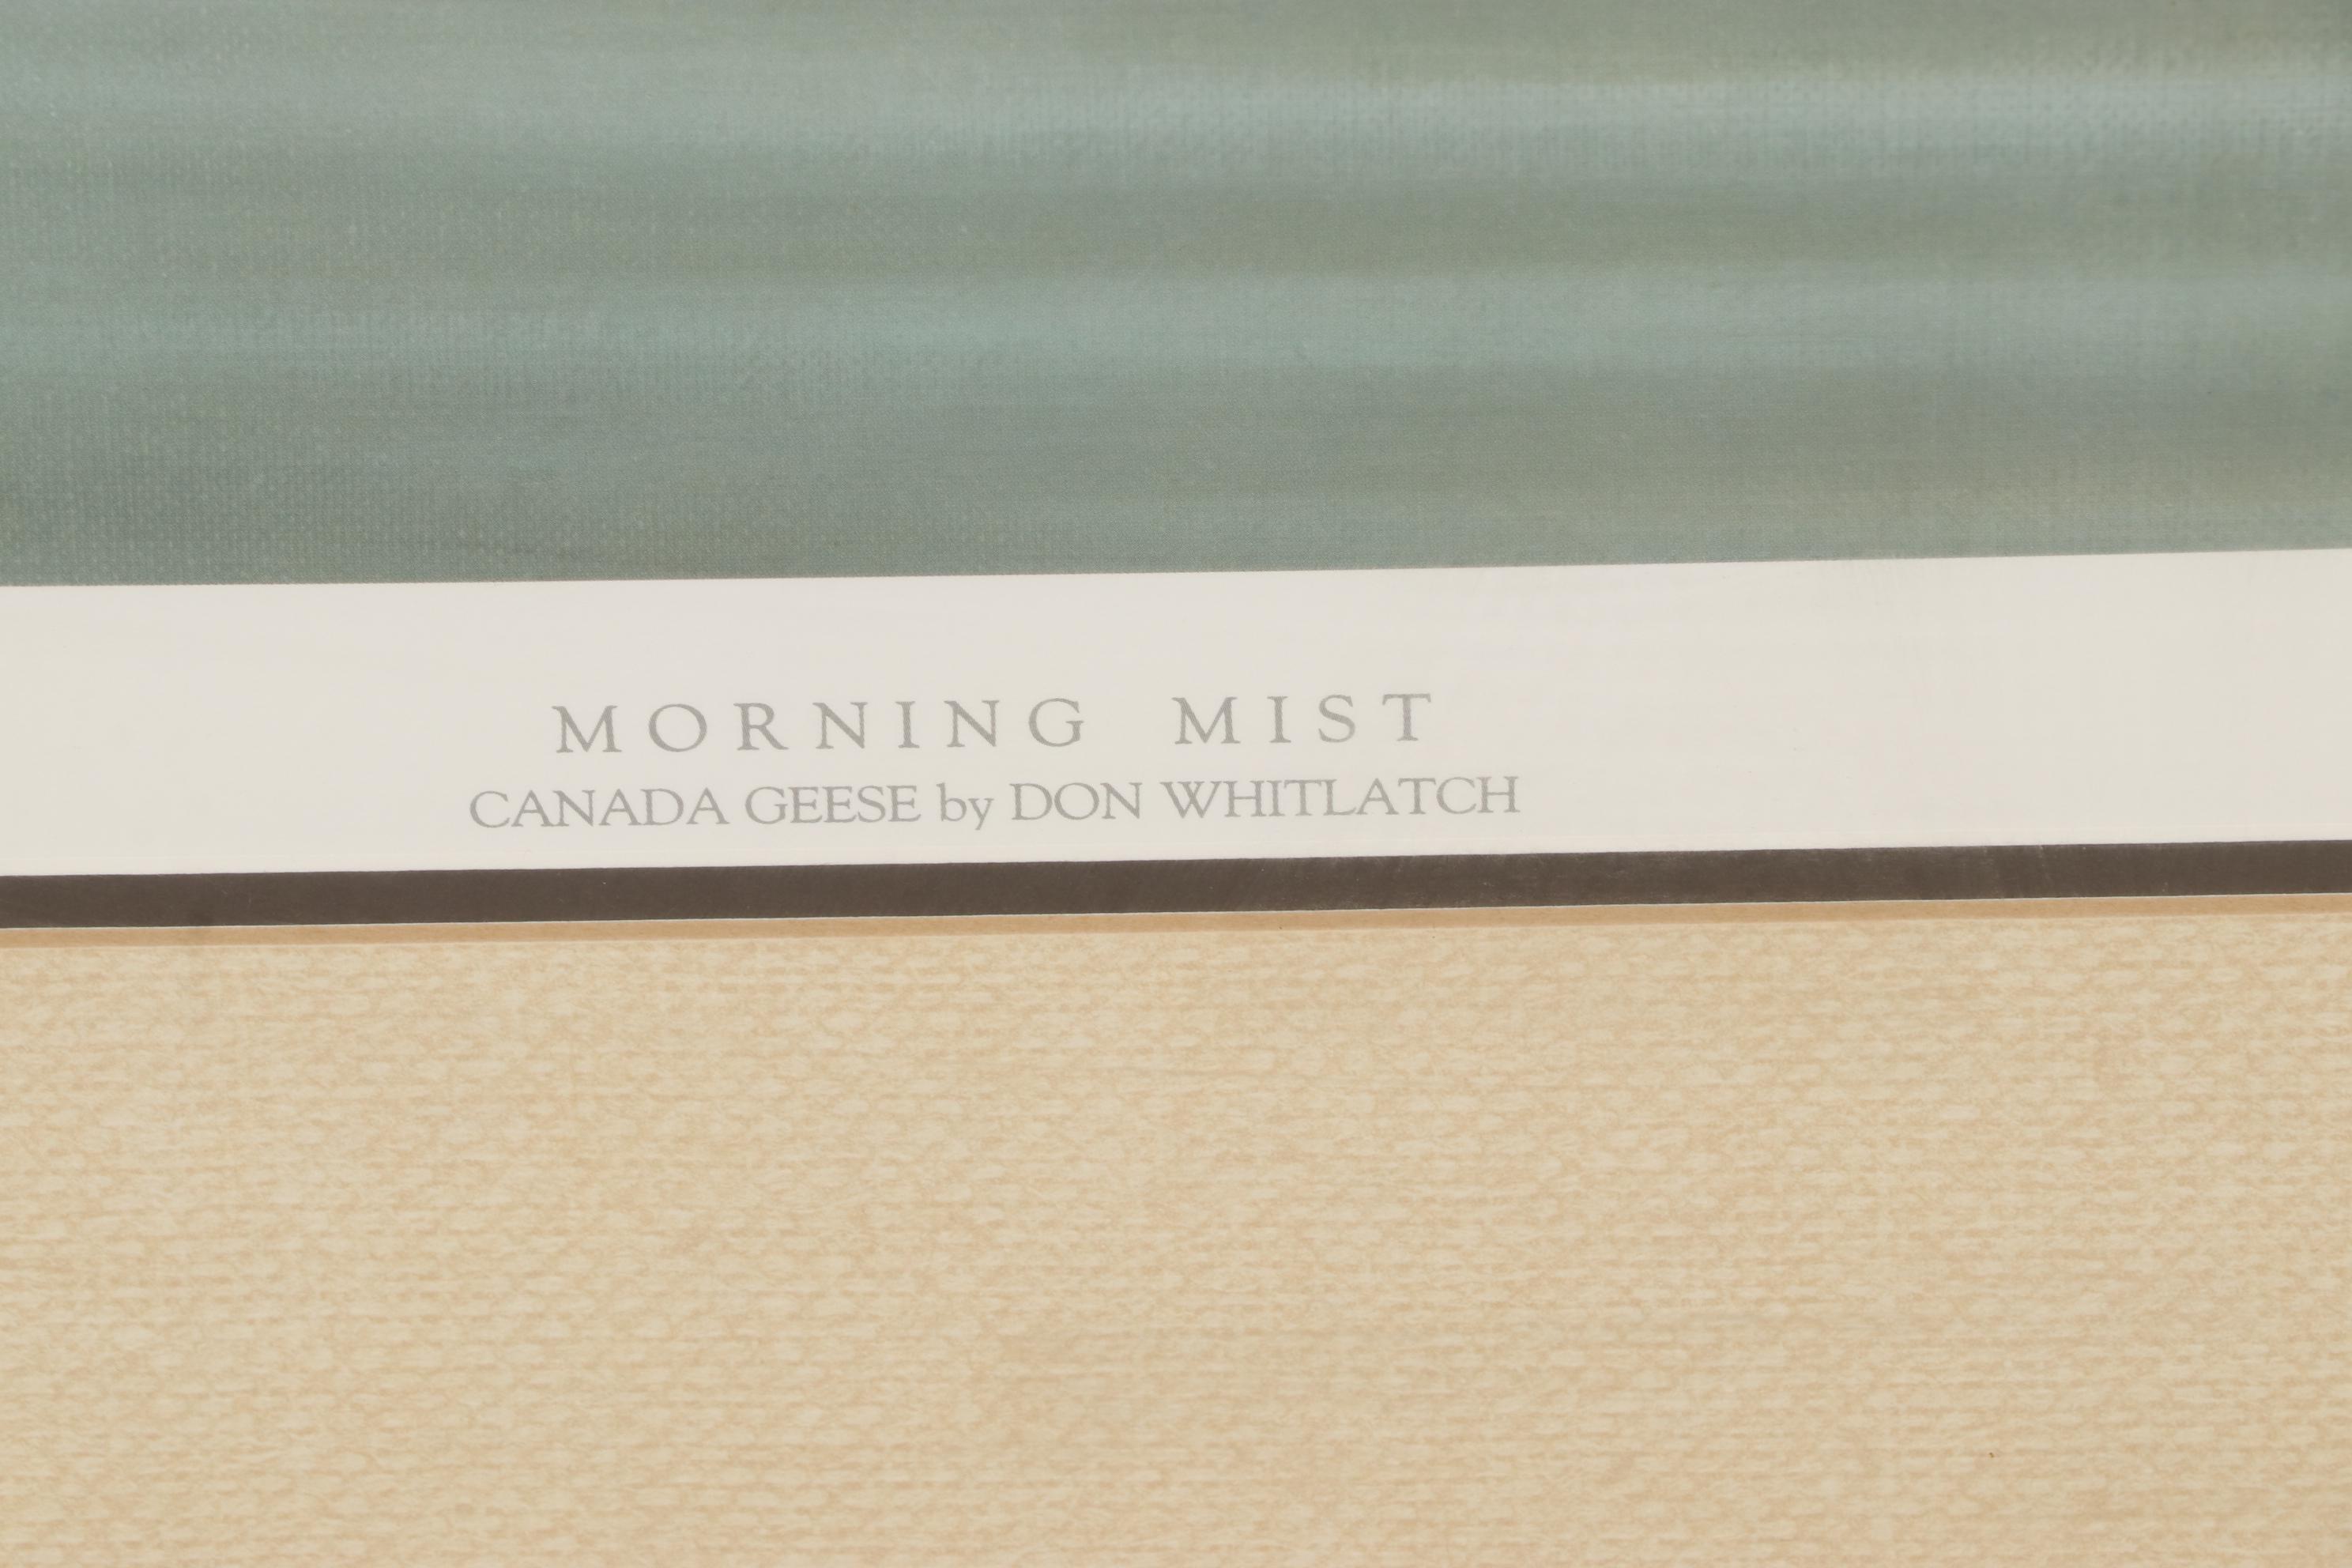 MORNING MIST
CANADA GEESE by DON WHITLATCH